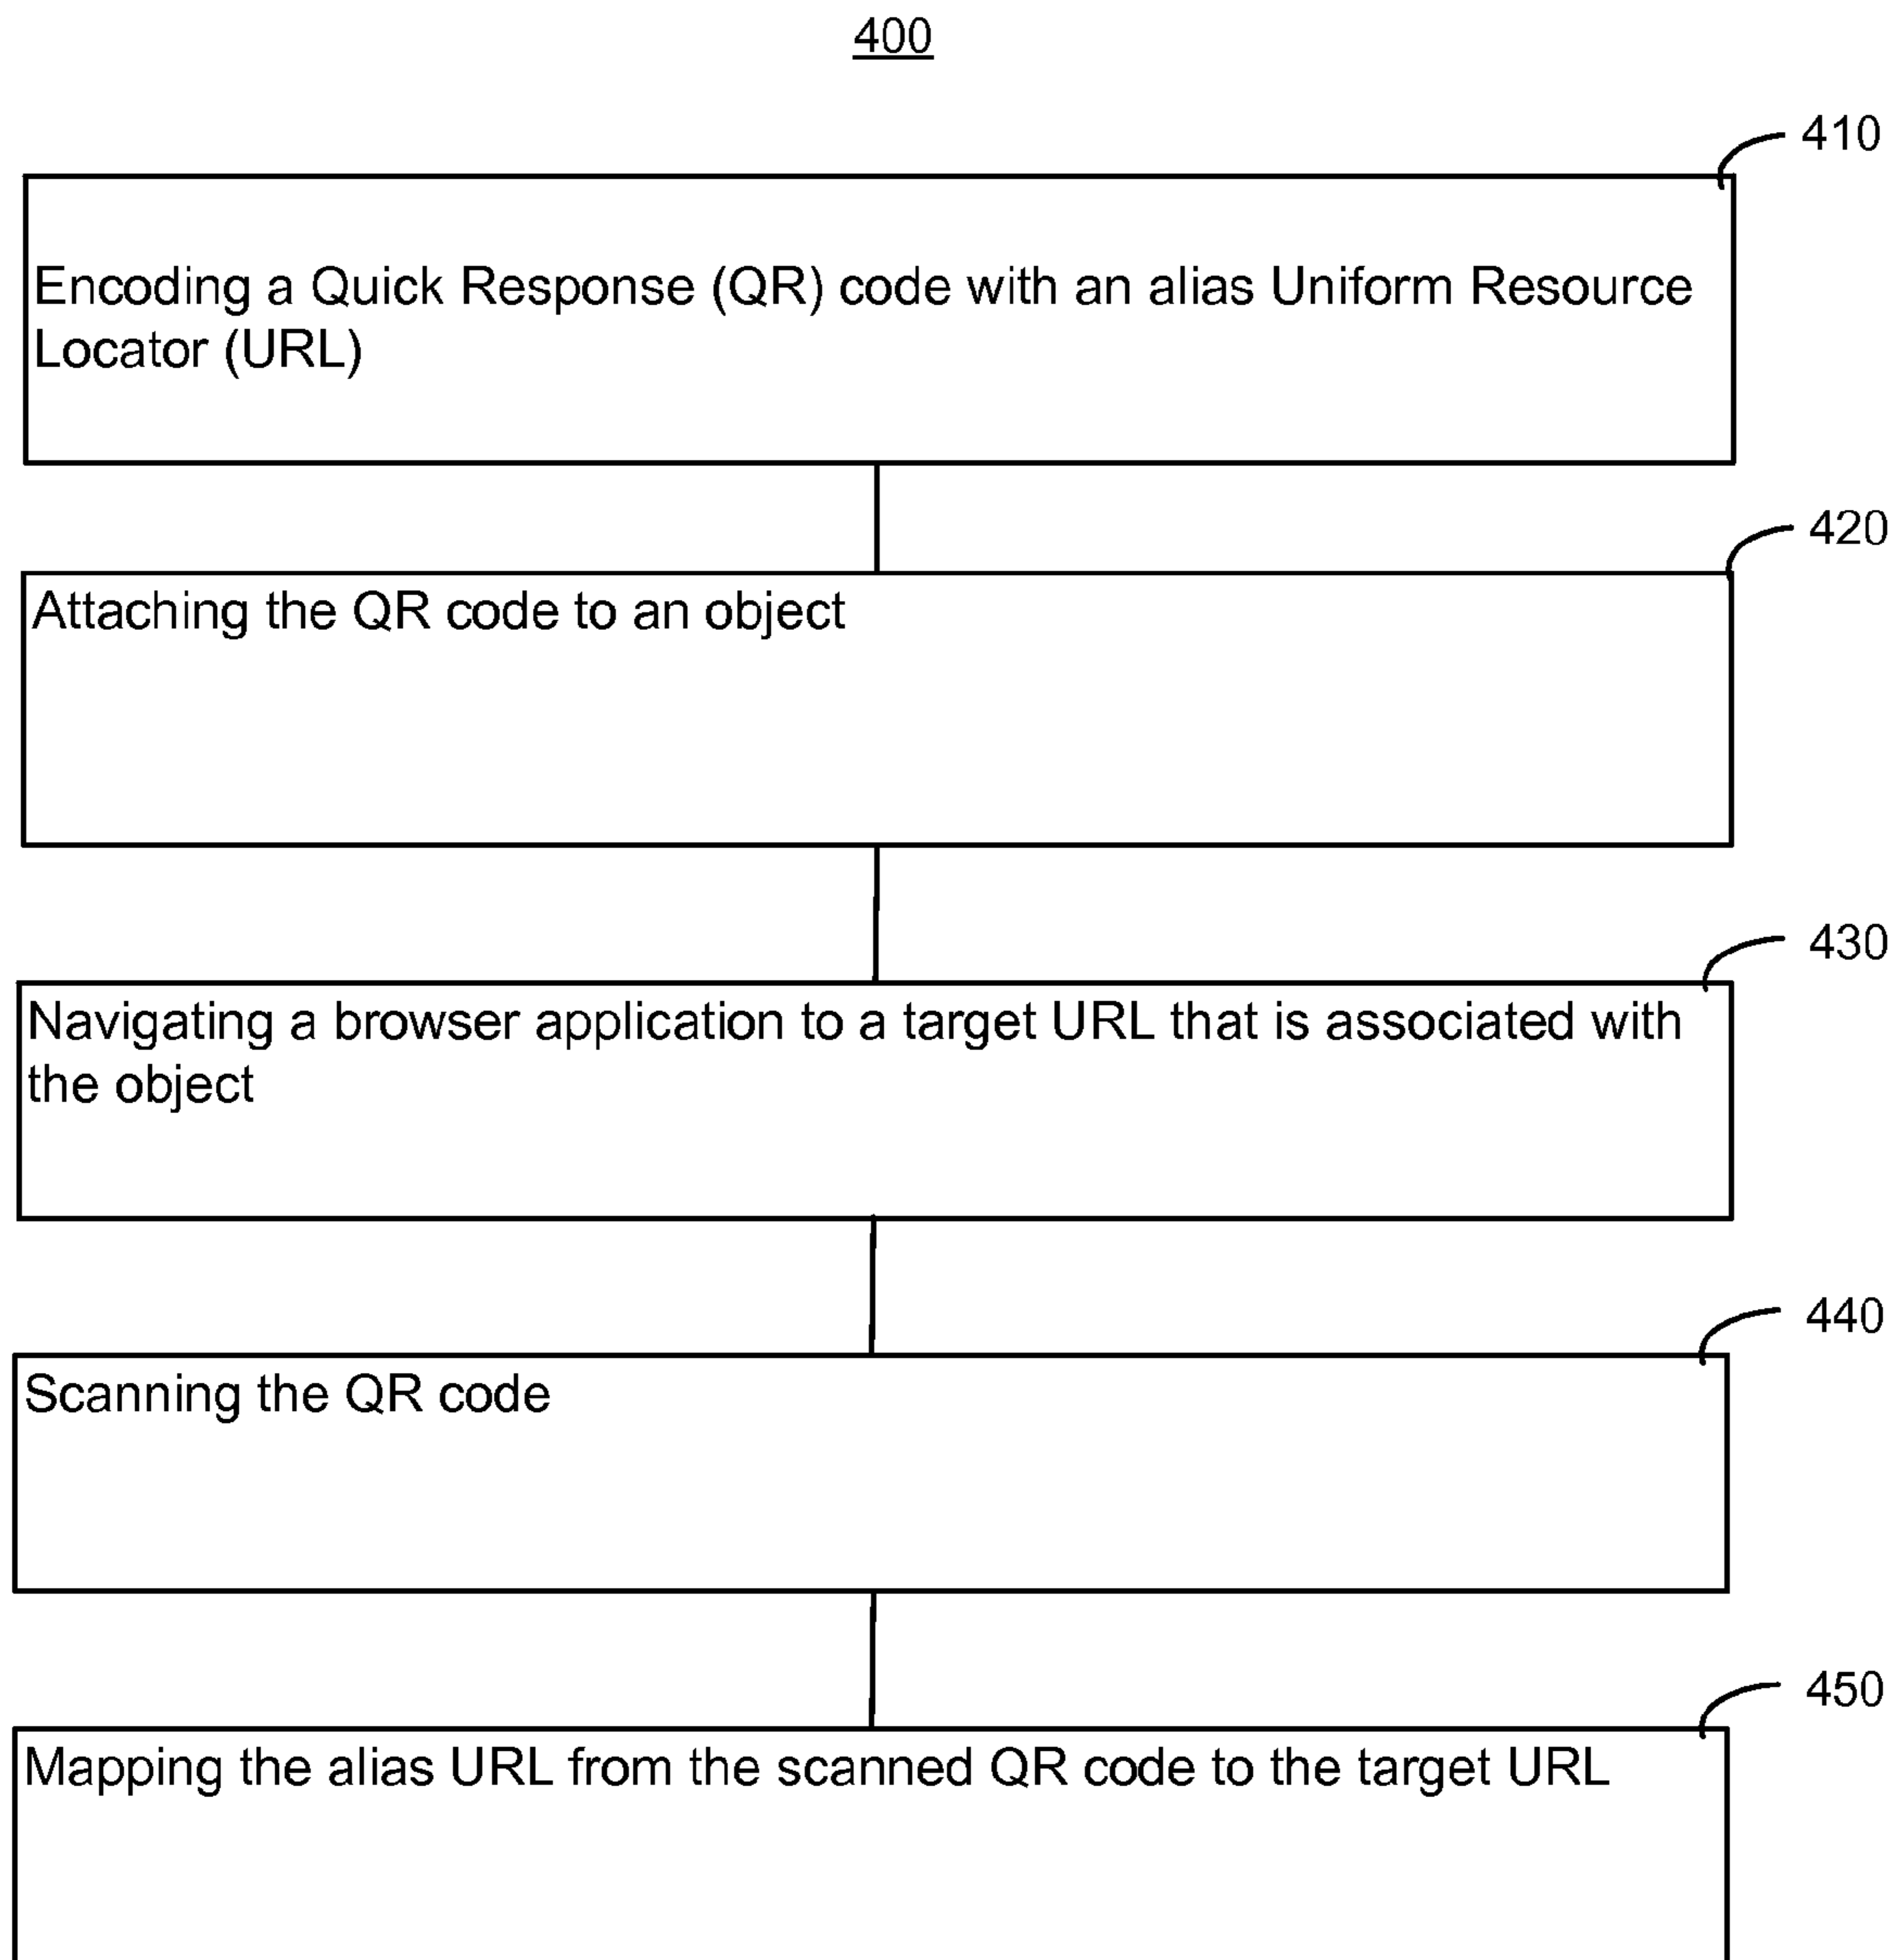 400
410
Encoding a Quick Response (QR) code with an alias Uniform Resource
Locator (URL)
420
Attaching the QR code to an object
430
Navigating a browser application to a target URL that is associated with
the object
440
Scanning the QR code
450
Mapping the alias URL from the scanned QR code to the target URL